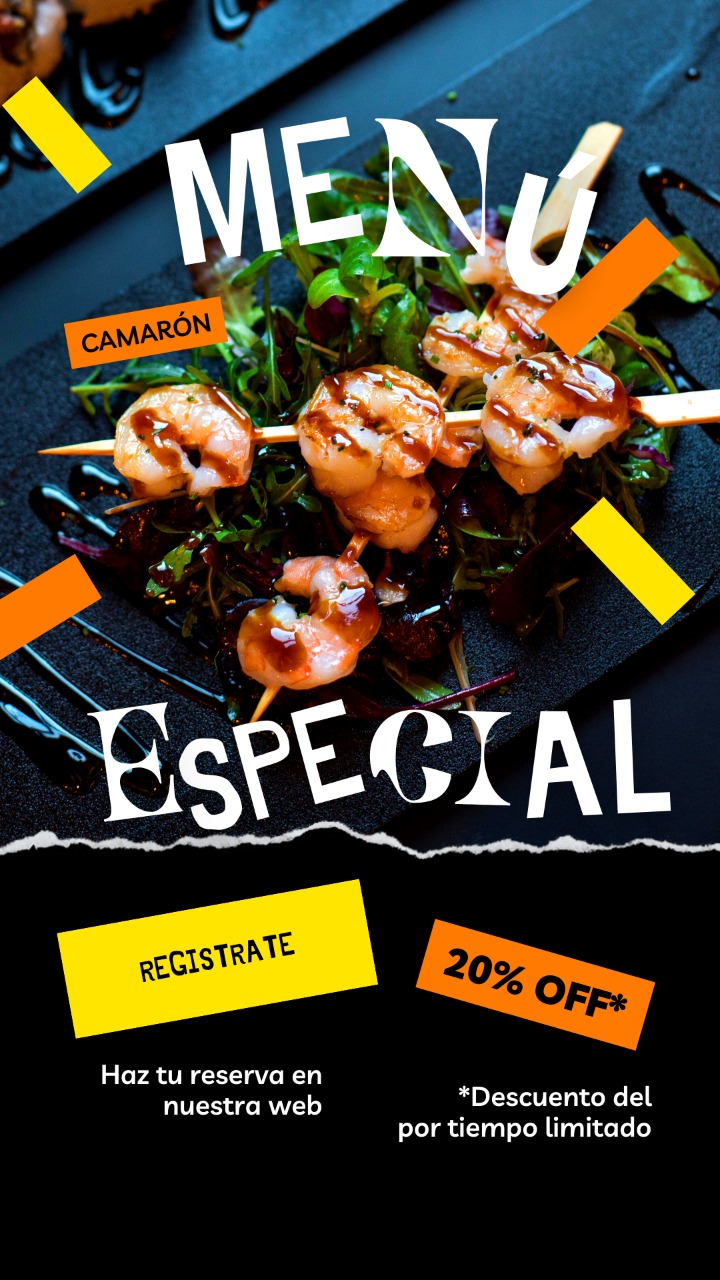 MENÚ
CAMARÓN
ESPECIAL
REGISTRATE
20% OFF*
Haz tu reserva en
nuestra web
*Descuento del
por tiempo limitado